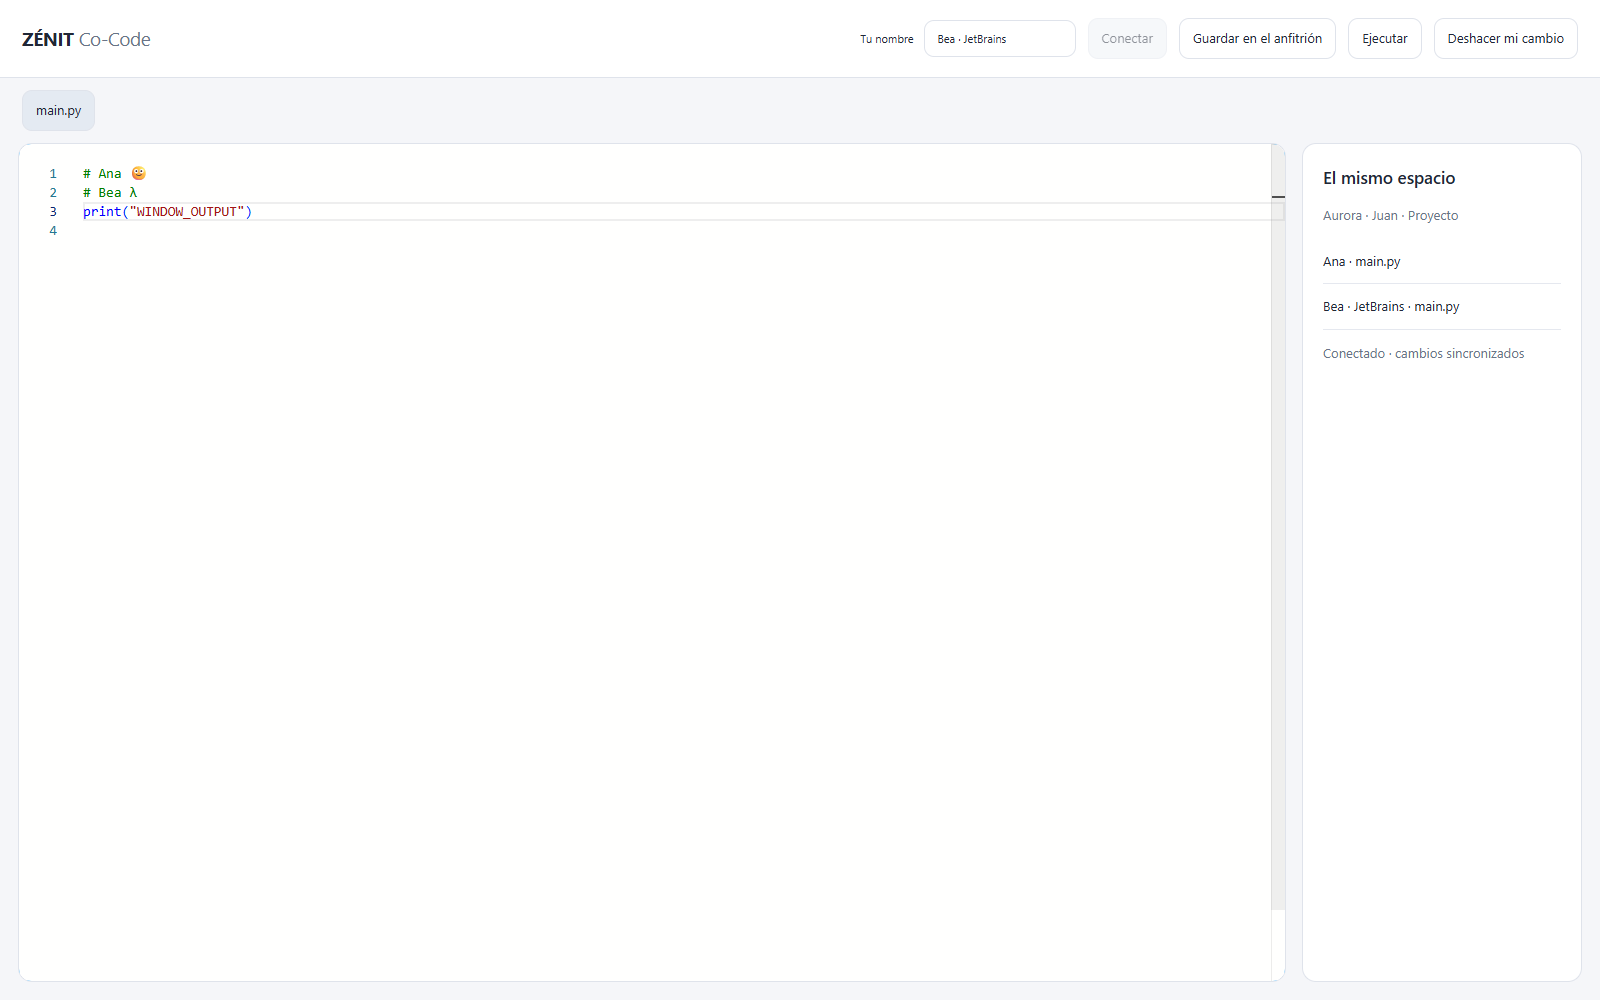 ZÉNIT Co-Code
Tu nombre
Bea · JetBrains
Conectar
Guardar en el anfitrión
Ejecutar
Deshacer mi cambio
main.py
1 # Ana 🙂
2 # Bea λ
3 print("WINDOW_OUTPUT")
4
El mismo espacio
Aurora · Juan · Proyecto
Ana · main.py
Bea · JetBrains · main.py
Conectado · cambios sincronizados